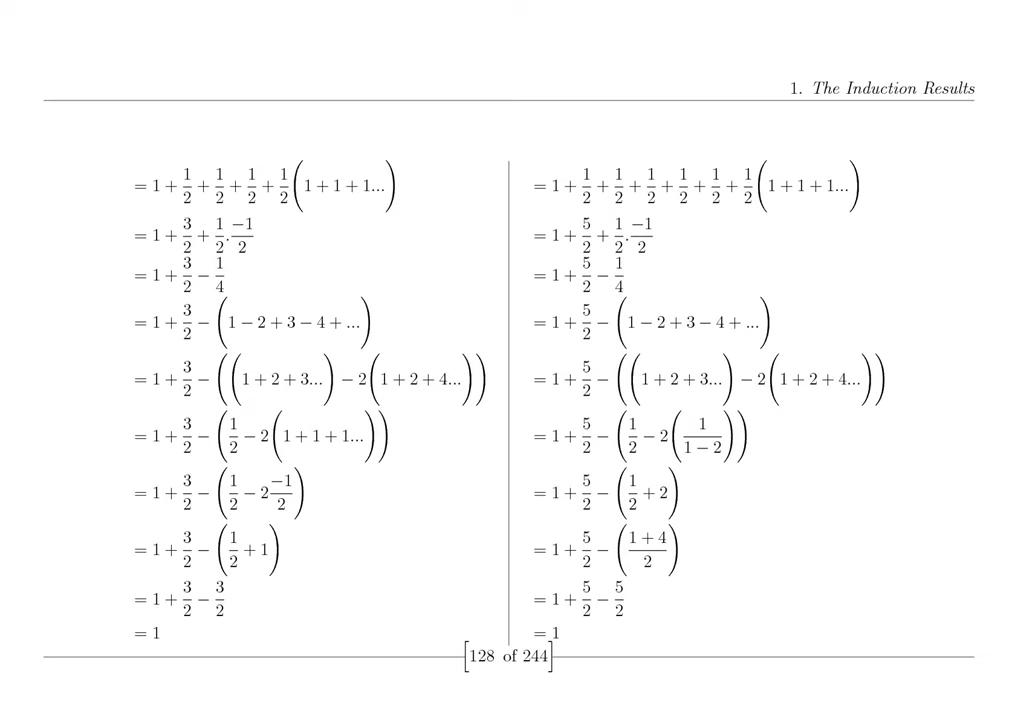 1. The Induction Results
= 1 + 1/2 + 1/2 + 1/2 + 1/2 (1 + 1 + 1...)
= 1 + 3/2 + 1/2 . −1/2
= 1 + 3/2 − 1/4
= 1 + 3/2 − (1 − 2 + 3 − 4 + ...)
= 1 + 3/2 − ((1 + 2 + 3...) − 2(1 + 2 + 4...))
= 1 + 3/2 − (1/2 − 2(1 + 1 + 1...))
= 1 + 3/2 − (1/2 − 2 −1/2)
= 1 + 3/2 − (1/2 + 1)
= 1 + 3/2 − 3/2
= 1
= 1 + 1/2 + 1/2 + 1/2 + 1/2 + 1/2 + 1/2 (1 + 1 + 1...)
= 1 + 5/2 + 1/2 . −1/2
= 1 + 5/2 − 1/4
= 1 + 5/2 − (1 − 2 + 3 − 4 + ...)
= 1 + 5/2 − ((1 + 2 + 3...) − 2(1 + 2 + 4...))
= 1 + 5/2 − (1/2 − 2(1/(1 − 2)))
= 1 + 5/2 − (1/2 + 2)
= 1 + 5/2 − ((1 + 4)/2)
= 1 + 5/2 − 5/2
= 1
[128 of 244]